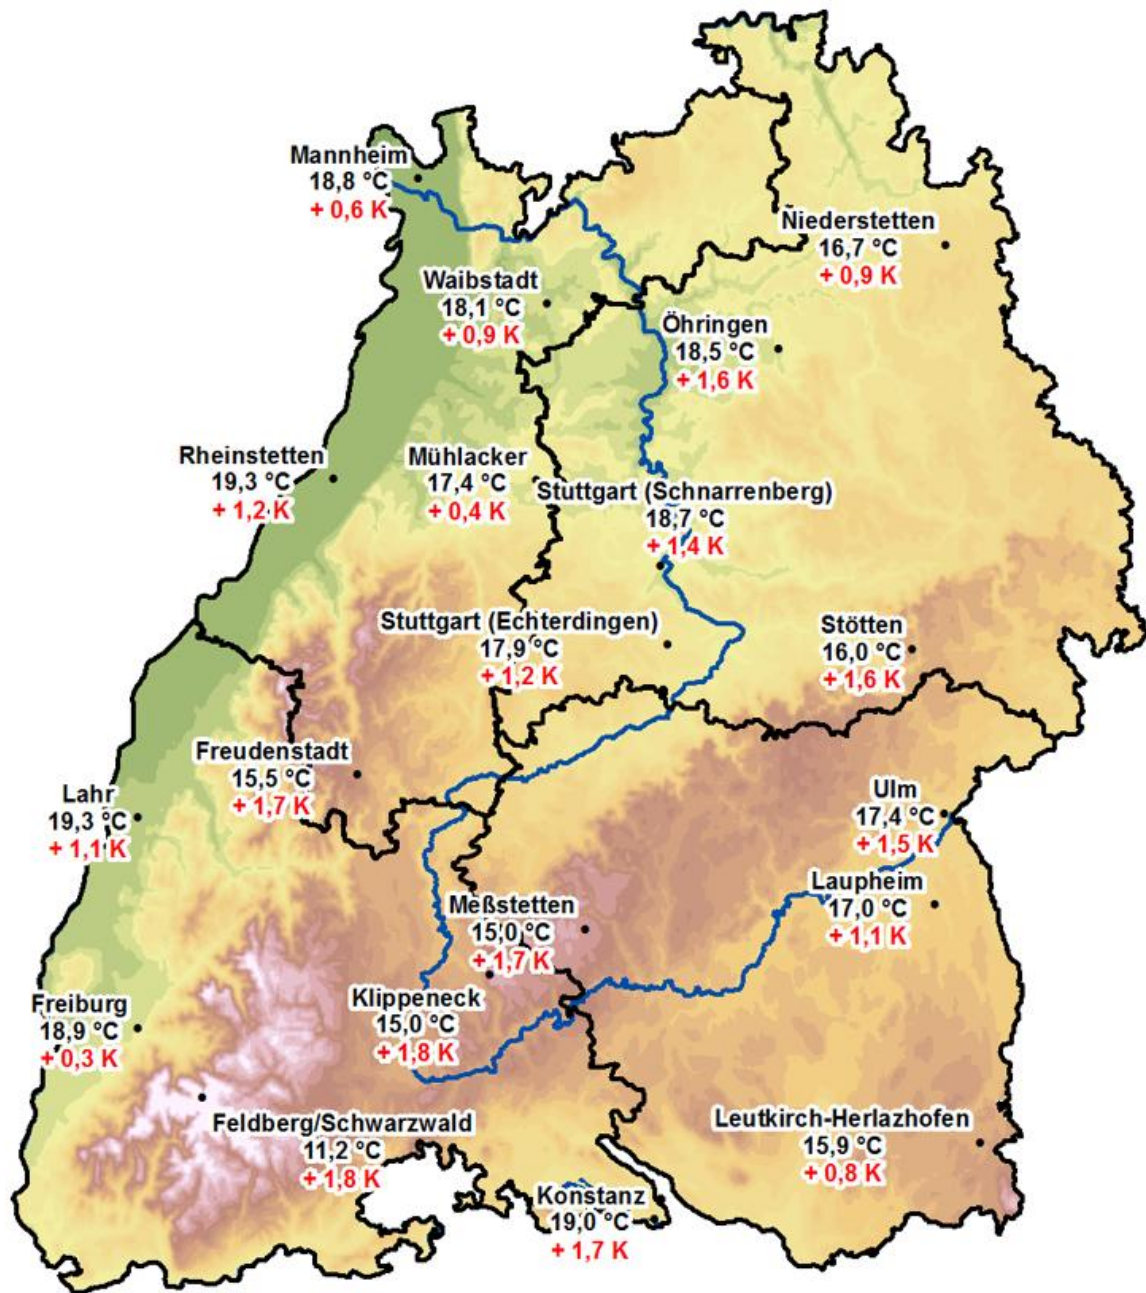 Mannheim
18,8 °C
+ 0,6 K
Niederstetten
16,7 °C
+ 0,9 K
Waibstadt
18,1 °C
+ 0,9 K
Öhringen
18,5 °C
+ 1,6 K
Rheinstetten
19,3 °C
+ 1,2 K
Mühlacker
17,4 °C
+ 0,4 K
Stuttgart (Schnarrenberg)
18,7 °C
+ 1,4 K
Stuttgart (Echterdingen)
17,9 °C
+ 1,2 K
Stötten
16,0 °C
+ 1,6 K
Freudenstadt
15,5 °C
+ 1,7 K
Lahr
19,3 °C
+ 1,1 K
Ulm
17,4 °C
+ 1,5 K
Laupheim
17,0 °C
+ 1,1 K
Meßstetten
15,0 °C
+ 1,7 K
Klippeneck
15,0 °C
+ 1,8 K
Freiburg
18,9 °C
+ 0,3 K
Feldberg/Schwarzwald
11,2 °C
+ 1,8 K
Leutkirch-Herlazhofen
15,9 °C
+ 0,8 K
Konstanz
19,0 °C
+ 1,7 K